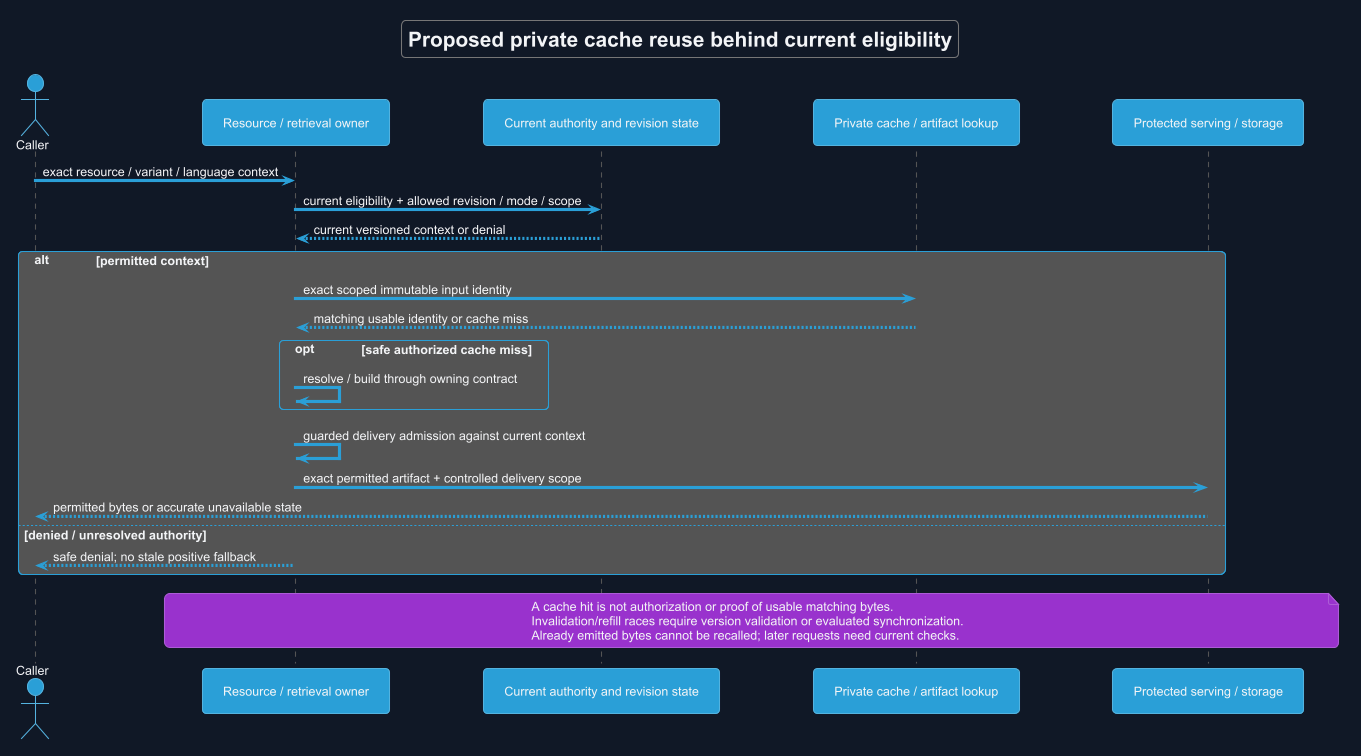 Proposed private cache reuse behind current eligibility
Caller
Resource / retrieval owner
Current authority and revision state
Private cache / artifact lookup
Protected serving / storage
exact resource / variant / language context
current eligibility + allowed revision / mode / scope
current versioned context or denial
alt [permitted context]
exact scoped immutable input identity
matching usable identity or cache miss
opt [safe authorized cache miss]
resolve / build through owning contract
guarded delivery admission against current context
exact permitted artifact + controlled delivery scope
permitted bytes or accurate unavailable state
[denied / unresolved authority]
safe denial; no stale positive fallback
A cache hit is not authorization or proof of usable matching bytes.
Invalidation/refill races require version validation or evaluated synchronization.
Already emitted bytes cannot be recalled; later requests need current checks.
Caller
Resource / retrieval owner
Current authority and revision state
Private cache / artifact lookup
Protected serving / storage